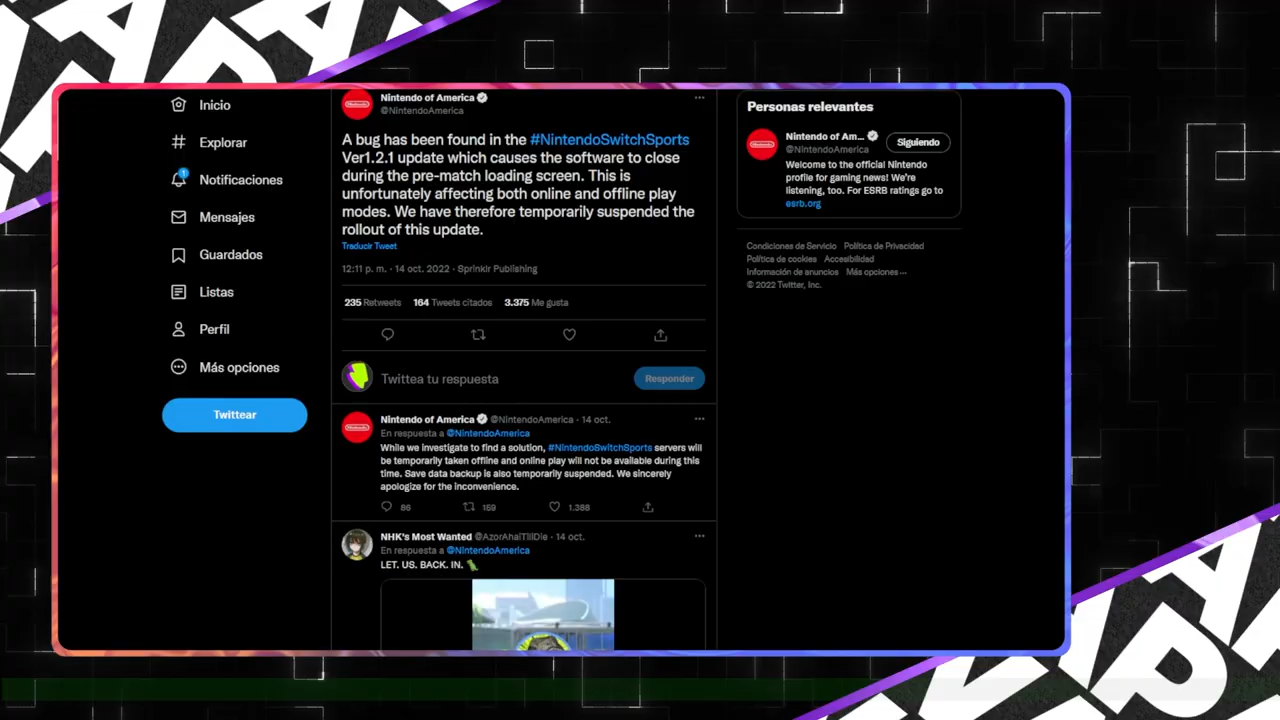 Inicio
Explorar
1
Notificaciones
Mensajes
Guardados
Listas
Perfil
Más opciones
Twittear
Nintendo of America
@NintendoAmerica
A bug has been found in the #NintendoSwitchSports
Ver1.2.1 update which causes the software to close
during the pre-match loading screen. This is
unfortunately affecting both online and offline play
modes. We have therefore temporarily suspended the
rollout of this update.
Traducir Tweet
12:11 p. m. · 14 oct. 2022 · Sprinklr Publishing
235 Retweets 164 Tweets citados 3.375 Me gusta
Twittea tu respuesta
Responder
Nintendo of America @NintendoAmerica · 14 oct.
En respuesta a @NintendoAmerica
While we investigate to find a solution, #NintendoSwitchSports servers will
be temporarily taken offline and online play will not be available during this
time. Save data backup is also temporarily suspended. We sincerely
apologize for the inconvenience.
86 159 1.388
NHK's Most Wanted @AzorAhaiTIllDie · 14 oct.
En respuesta a @NintendoAmerica
LET. US. BACK. IN.
Personas relevantes
Nintendo of Am...
@NintendoAmerica
Siguiendo
Welcome to the official Nintendo
profile for gaming news! We're
listening, too. For ESRB ratings go to
esrb.org
Condiciones de Servicio Política de Privacidad
Política de cookies Accesibilidad
Información de anuncios Más opciones ···
© 2022 Twitter, Inc.